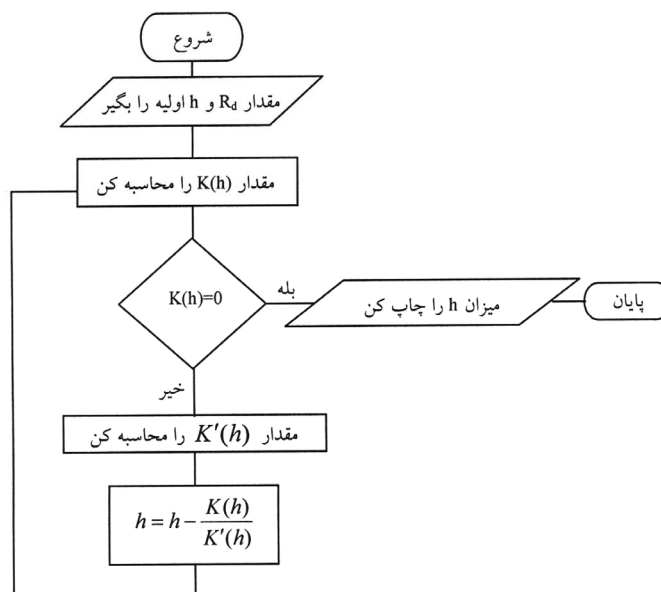 شروع
مقدار Rd و h اولیه را بگیر
مقدار K(h) را محاسبه کن
K(h)=0
بله
میزان h را چاپ کن
پایان
خیر
مقدار K′(h) را محاسبه کن
h = h − K(h)/K′(h)